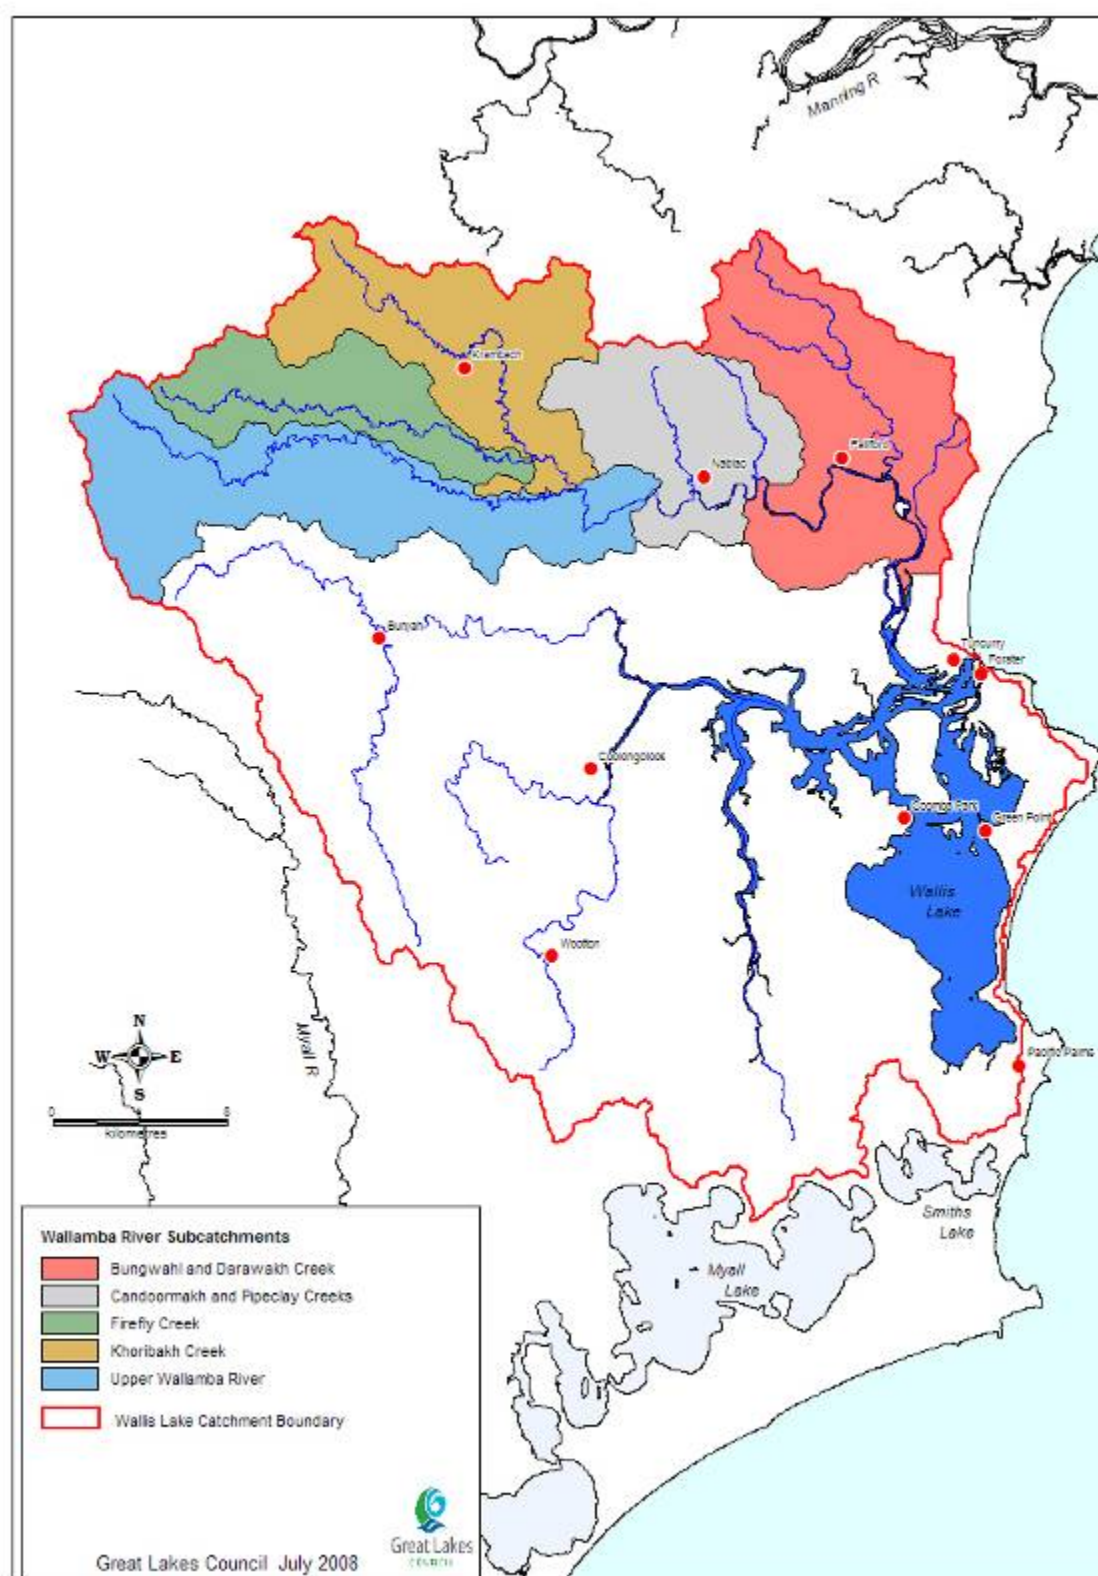 Manning R
Krambach
Failford
Nabiac
Bunyah
Tuncurry
Forster
Coolongolook
Coomba Park
Green Point
Wallis
Lake
Wootton
N
W E
S
Myall R
Pacific Palms
0 8
kilometres
Smiths
Lake
Myall
Lake
Wallamba River Subcatchments
Bungwahl and Darawakh Creek
Candoormakh and Pipeclay Creeks
Firefly Creek
Khoribakh Creek
Upper Wallamba River
Wallis Lake Catchment Boundary
Great Lakes
COUNCIL
Great Lakes Council July 2008